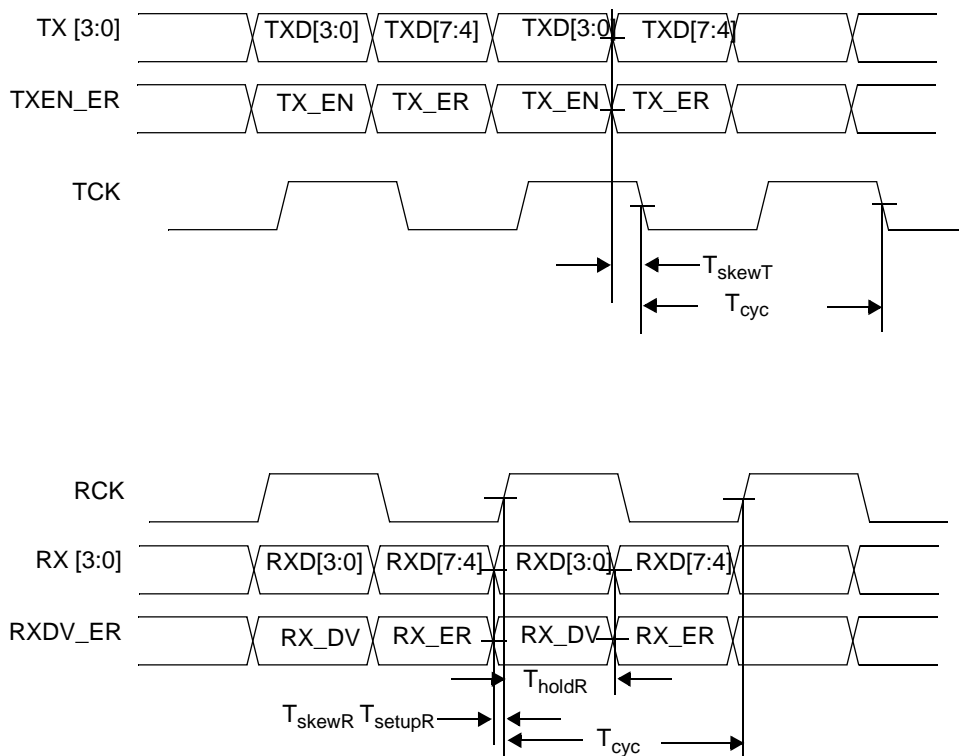 TX [3:0] TXD[3:0] TXD[7:4] TXD[3:0] TXD[7:4]
TXEN_ER TX_EN TX_ER TX_EN TX_ER
TCK
TskewT
Tcyc
RCK
RX [3:0] RXD[3:0] RXD[7:4] RXD[3:0] RXD[7:4]
RXDV_ER RX_DV RX_ER RX_DV RX_ER
TholdR
TskewR TsetupR
Tcyc